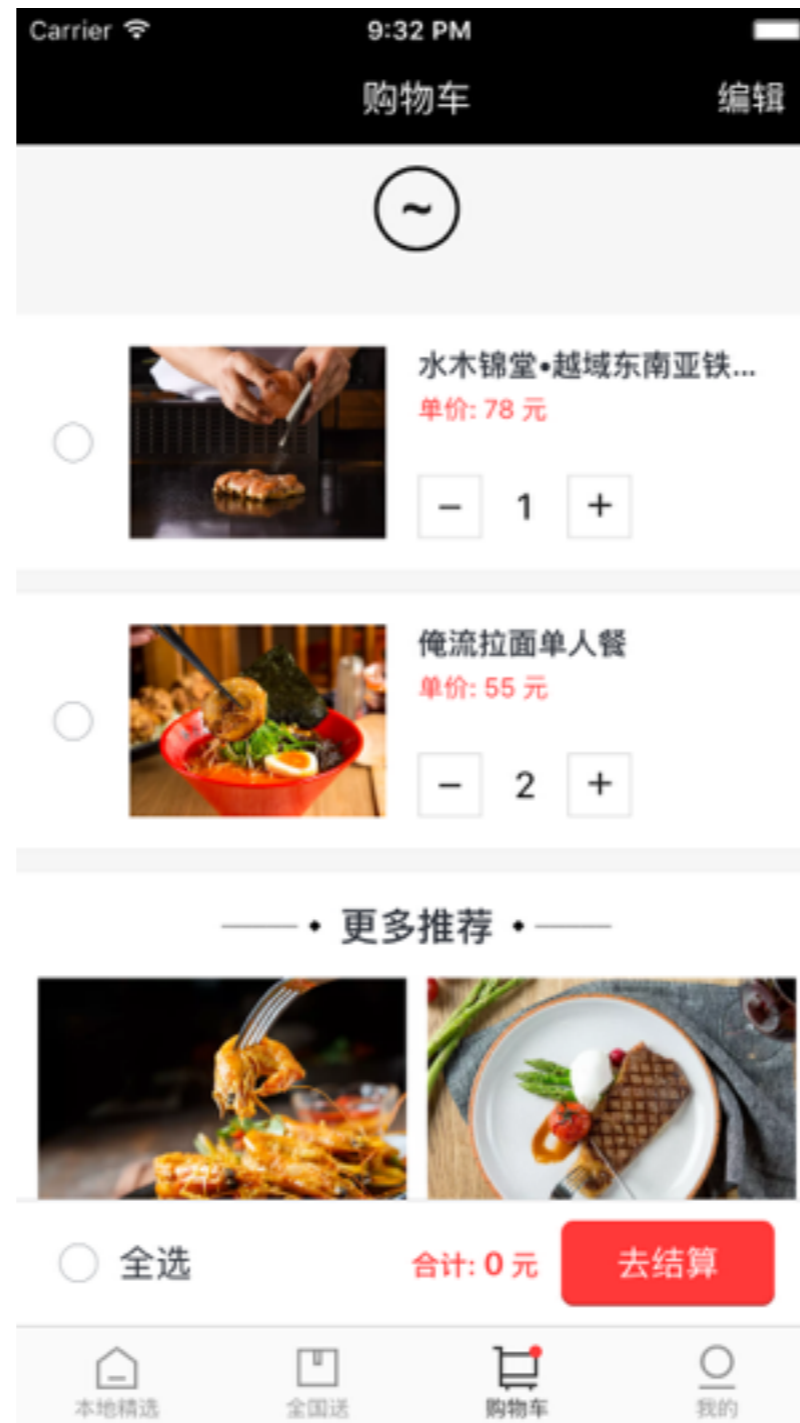 Carrier 9:32 PM
购物车 编辑
~
水木锦堂•越域东南亚铁...
单价: 78 元
− 1 +
俺流拉面单人餐
单价: 55 元
− 2 +
• 更多推荐 •
全选 合计: 0 元 去结算
本地精选 全国送 购物车 我的